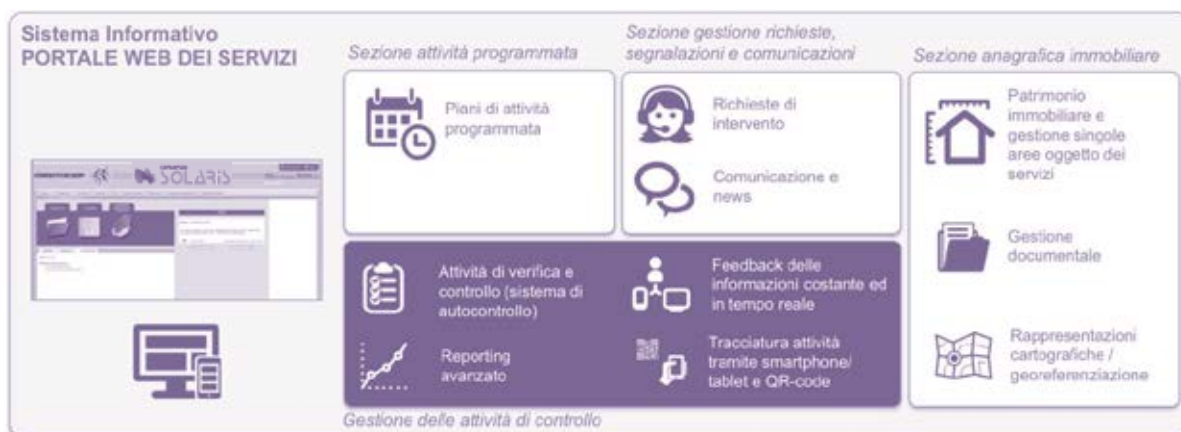 Sistema Informativo
PORTALE WEB DEI SERVIZI
SOLARIS
Sezione attività programmata
Piani di attività
programmata
Sezione gestione richieste,
segnalazioni e comunicazioni
Richieste di
intervento
Comunicazione e
news
Sezione anagrafica immobiliare
Patrimonio
immobiliare e
gestione singole
aree oggetto dei
servizi
Gestione
documentale
Rappresentazioni
cartografiche /
georeferenziazione
Attività di verifica e
controllo (sistema di
autocontrollo)
Reporting
avanzato
Feedback delle
informazioni costante ed
in tempo reale
Tracciatura attività
tramite smartphone/
tablet e QR-code
Gestione delle attività di controllo